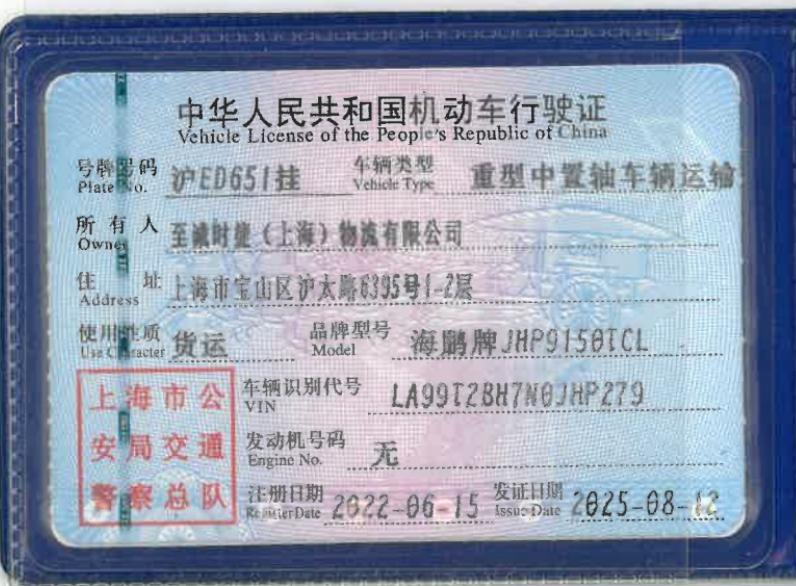 中华人民共和国机动车行驶证
Vehicle License of the People's Republic of China
号牌号码 沪ED651挂 车辆类型 重型中置轴车辆运输
Plate No. Vehicle Type
所有人 至诚时捷（上海）物流有限公司
Owner
住址 上海市宝山区沪太路6395号1-2层
Address
使用性质 货运 品牌型号 海鹏牌JHP9150TCL
Use Character Model
上海市公 车辆识别代号 LA99T2BH7N0JHP279
VIN
安局交通 发动机号码 无
Engine No.
警察总队 注册日期 2022-06-15 发证日期 2025-08-12
Register Date Issue Date